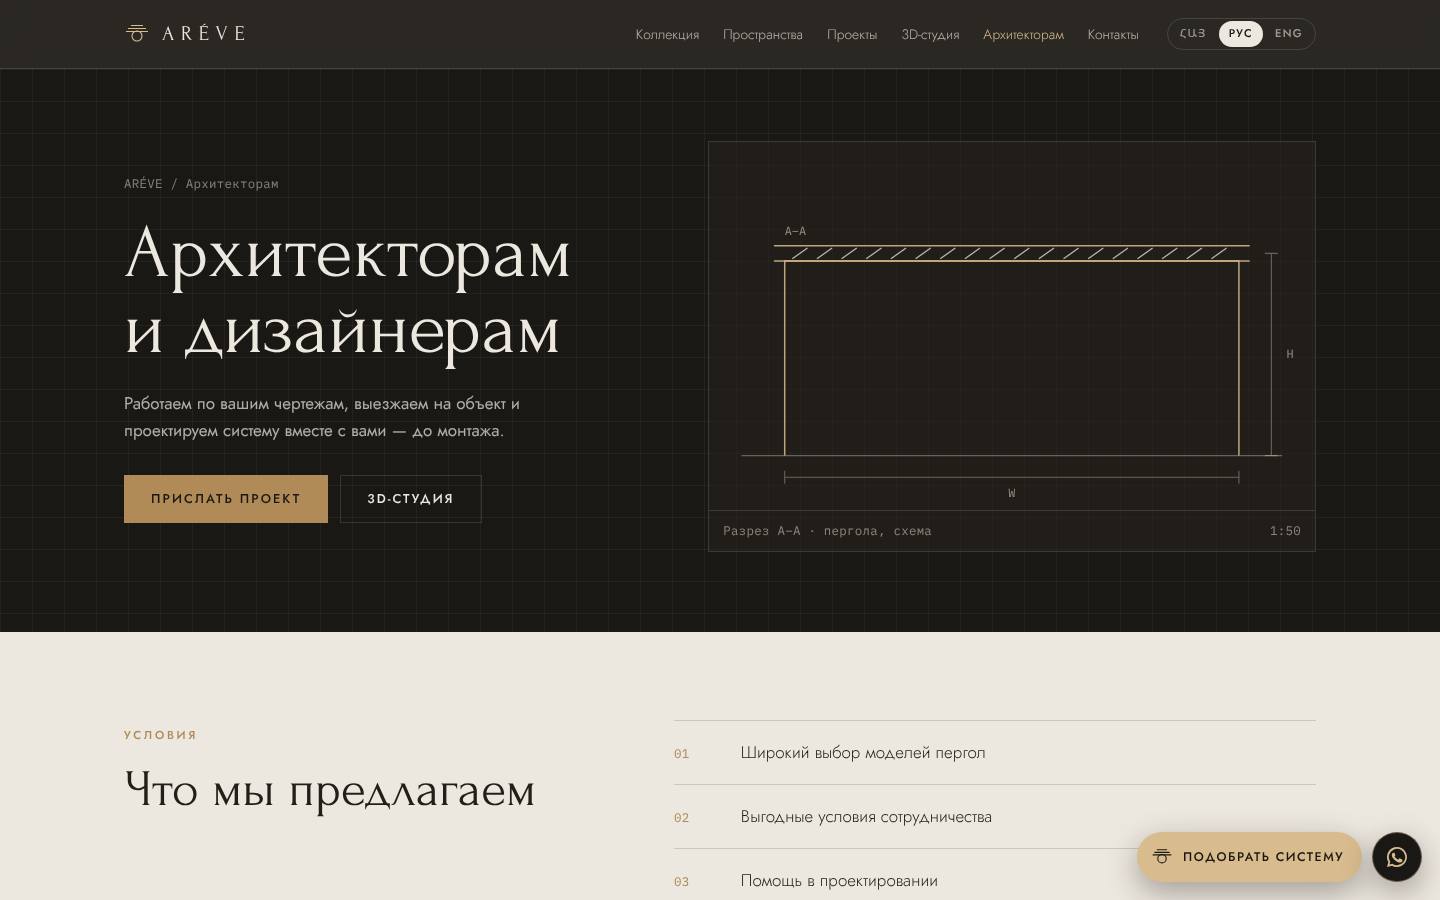 ARÉVE
Коллекция
Пространства
Проекты
3D-студия
Архитекторам
Контакты
ՀԱՅ
РУС
ENG
ARÉVE / Архитекторам
Архитекторам
и дизайнерам
Работаем по вашим чертежам, выезжаем на объект и
проектируем систему вместе с вами — до монтажа.
ПРИСЛАТЬ ПРОЕКТ
3D-СТУДИЯ
А–А
H
W
Разрез А–А · пергола, схема
1:50
УСЛОВИЯ
Что мы предлагаем
01
Широкий выбор моделей пергол
02
Выгодные условия сотрудничества
03
Помощь в проектировании
ПОДОБРАТЬ СИСТЕМУ